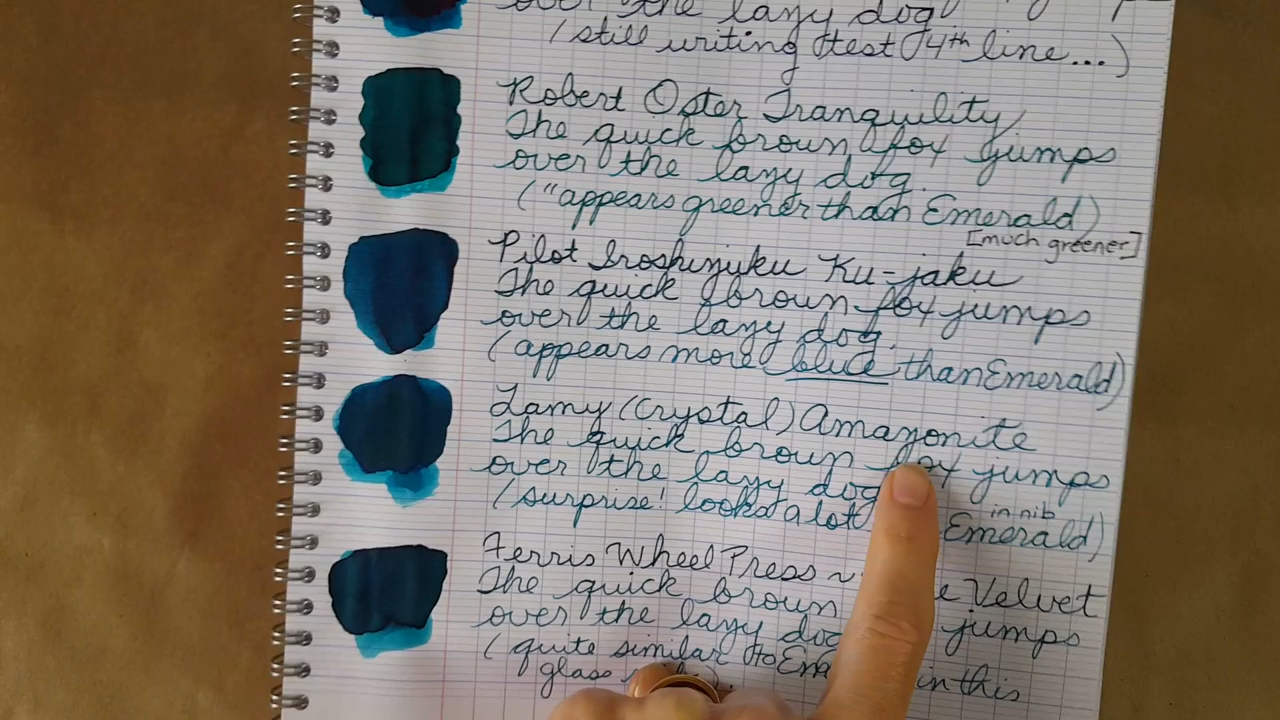 over the lazy dog
(still writing test 4th line...)
Robert Oster Tranquility
The quick brown fox jumps
over the lazy dog.
("appears greener than Emerald)
[much greener]
Pilot Iroshizuku Ku-jaku
The quick brown fox jumps
over the lazy dog.
(appears more blue than Emerald)
Lamy (Crystal) Amazonite
The quick brown fox jumps
over the lazy dog
(surprise! looks a lot Emerald)
in nib
Ferris Wheel Press Velvet
The quick brown jumps
over the lazy dog
(quite similar to in this
glass